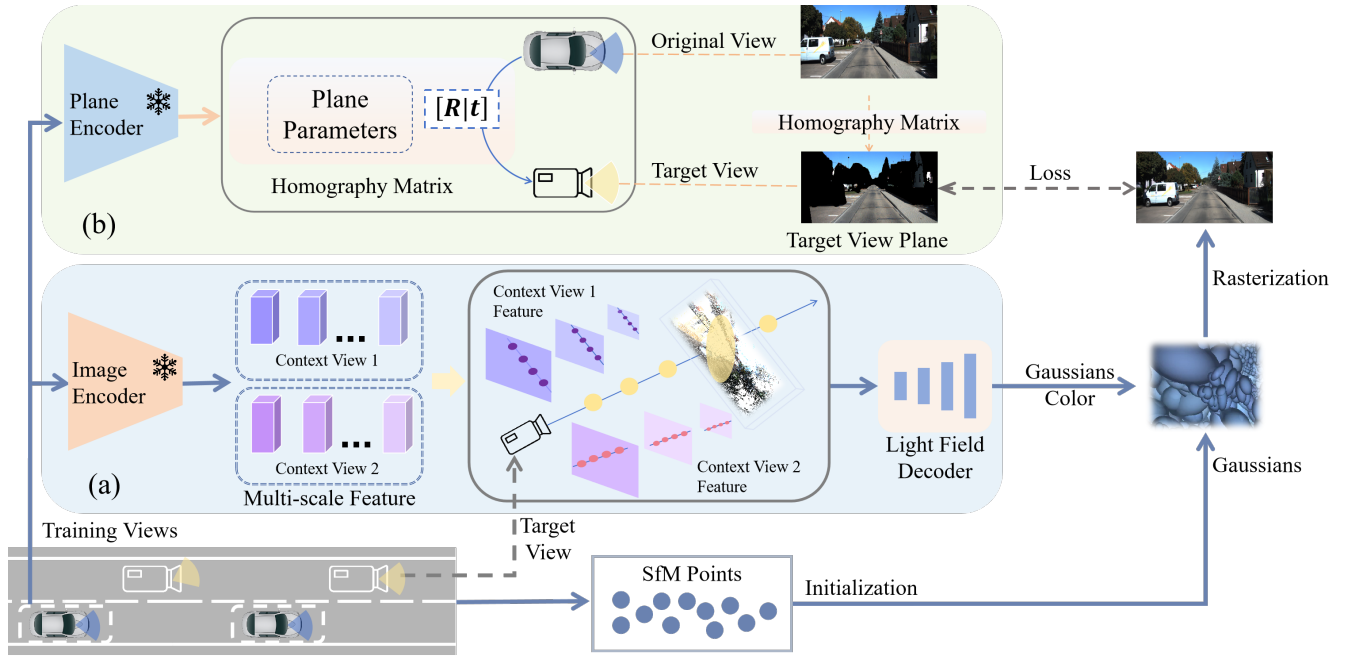 Plane
Encoder
Plane
Parameters
[R|t]
Homography Matrix
Original View
Homography Matrix
Target View
Target View Plane
Loss
(b)
Rasterization
Image
Encoder
Context View 1
Context View 2
Multi-scale Feature
Context View 1
Feature
Context View 2
Feature
Light Field
Decoder
Gaussians
Color
Gaussians
(a)
Training Views
Target
View
SfM Points
Initialization